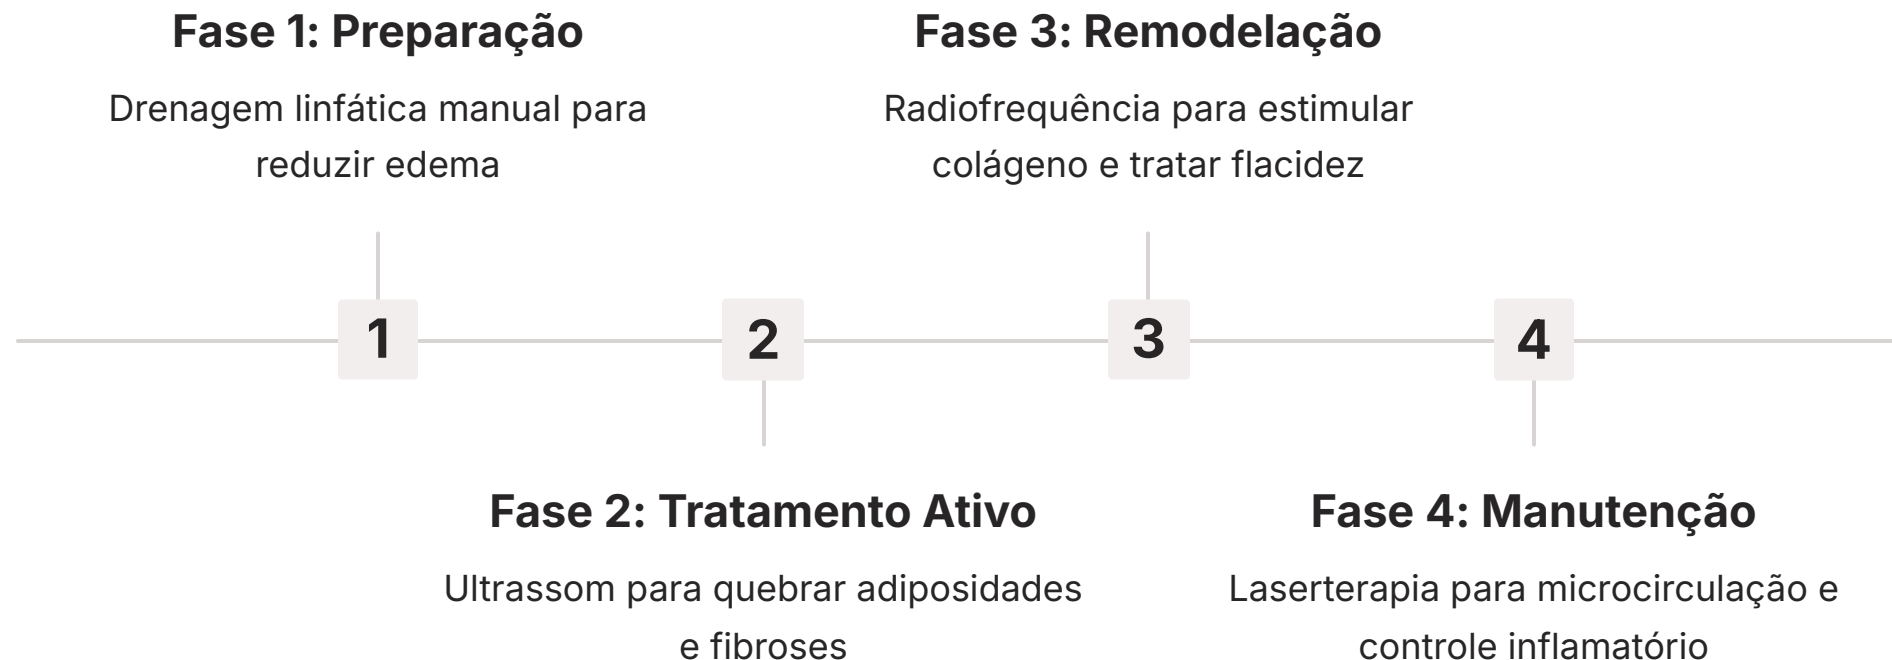 Fase 1: Preparação
Drenagem linfática manual para
reduzir edema
1
Fase 2: Tratamento Ativo
Ultrassom para quebrar adiposidades
e fibroses
2
Fase 3: Remodelação
Radiofrequência para estimular
colágeno e tratar flacidez
3
Fase 4: Manutenção
Laserterapia para microcirculação e
controle inflamatório
4